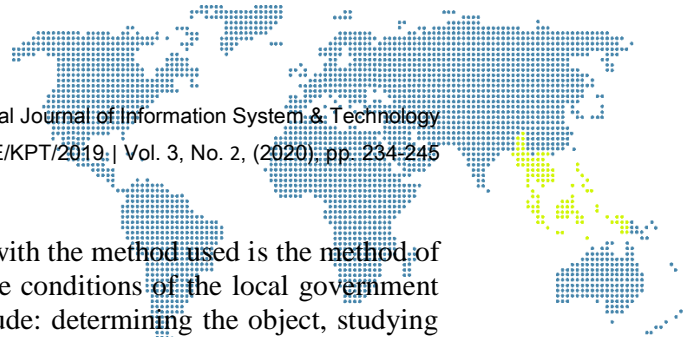 al Journal of Information System & Technology
E/KPT/2019 | Vol. 3, No. 2, (2020), pp. 234-245
with the method used is the method of
e conditions of the local government
ude: determining the object, studying